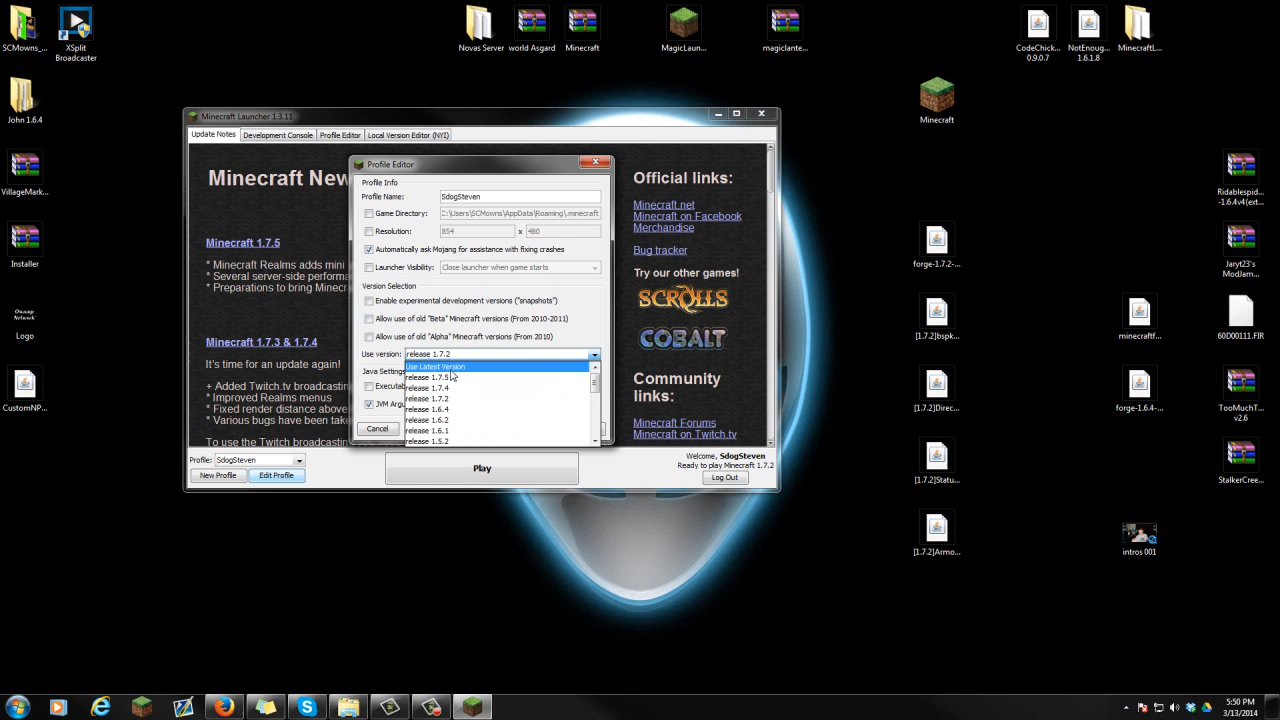 SCMowns_...
XSplit
Broadcaster
Novas Server
world Asgard
Minecraft
MagicLaun...
magiclante...
CodeChick...
0.9.0.7
NotEnoug...
1.6.1.8
MinecraftL...
John 1.6.4
Minecraft
VillageMark...
Installer
Ownage
Network
Logo
CustomNP...
Ridablespid...
-1.6.4v4(ext...
forge-1.7.2-...
Jaryt23's
ModJam...
[1.7.2]bspk...
minecraftf...
60D00111.FIR
[1.7.2]Direc...
forge-1.6.4-...
TooMuchT...
v2.6
[1.7.2]Statu...
StalkerCree...
[1.7.2]Armo...
intros 001
Minecraft Launcher 1.3.11
Update Notes
Development Console
Profile Editor
Local Version Editor (NYI)
Minecraft New
Minecraft 1.7.5
* Minecraft Realms adds mini
* Several server-side performa
* Preparations to bring Minecr
Minecraft 1.7.3 & 1.7.4
It's time for an update again!
+ Added Twitch.tv broadcasting
* Improved Realms menus
* Fixed render distance above
* Various bugs have been take
To use the Twitch broadcasti
Official links:
Minecraft.net
Minecraft on Facebook
Merchandise
Bug tracker
Try our other games!
SCROLLS
COBALT
Community
links:
Minecraft Forums
Minecraft on Twitch.tv
Profile Editor
Profile Info
Profile Name: SdogSteven
Game Directory: C:\Users\SCMowns\AppData\Roaming\.minecraft
Resolution: 854 x 480
Automatically ask Mojang for assistance with fixing crashes
Launcher Visibility: Close launcher when game starts
Version Selection
Enable experimental development versions ("snapshots")
Allow use of old "Beta" Minecraft versions (From 2010-2011)
Allow use of old "Alpha" Minecraft versions (From 2010)
Use version: release 1.7.2
Use Latest Version
Java Settings
release 1.7.5
Executab
release 1.7.4
release 1.7.2
JVM Argu
release 1.6.4
release 1.6.2
Cancel
release 1.6.1
release 1.5.2
Profile: SdogSteven
New Profile
Edit Profile
Play
Welcome, SdogSteven
Ready to play Minecraft 1.7.2
Log Out
5:50 PM
3/13/2014